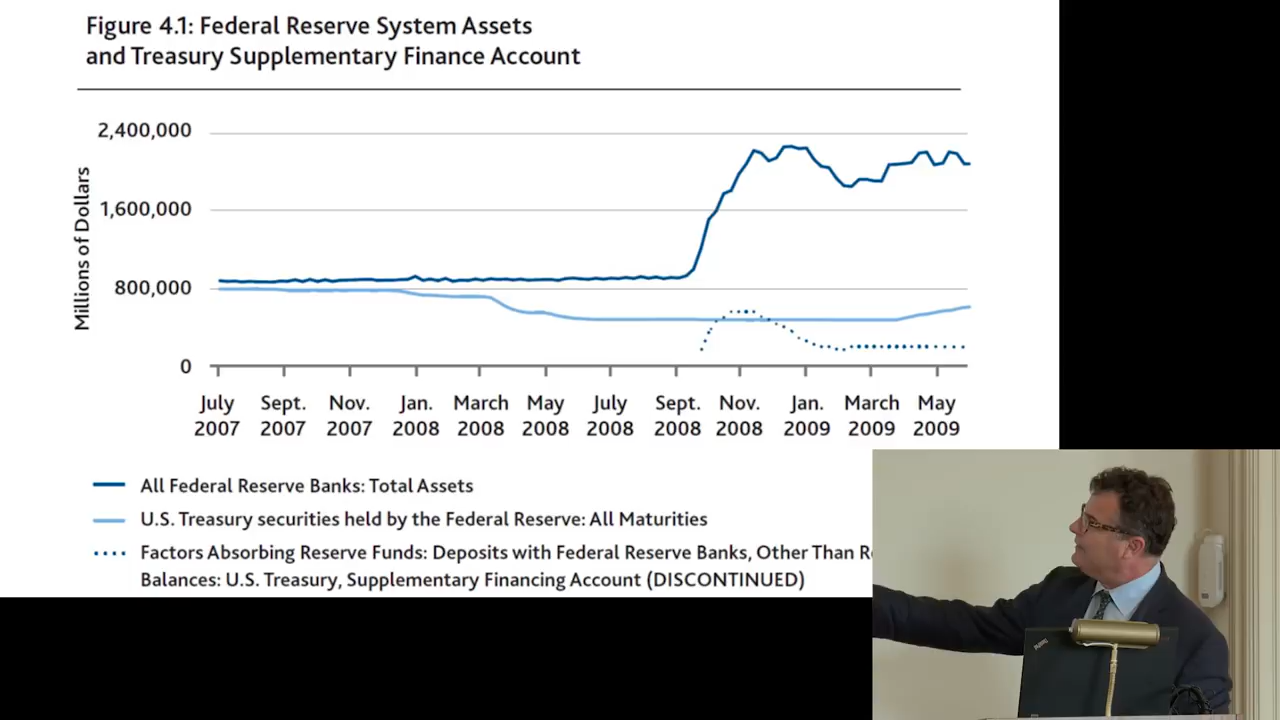 Figure 4.1: Federal Reserve System Assets
and Treasury Supplementary Finance Account
Millions of Dollars
2,400,000
1,600,000
800,000
0
July Sept. Nov. Jan. March May July Sept. Nov. Jan. March May
2007 2007 2007 2008 2008 2008 2008 2008 2008 2009 2009 2009
All Federal Reserve Banks: Total Assets
U.S. Treasury securities held by the Federal Reserve: All Maturities
Factors Absorbing Reserve Funds: Deposits with Federal Reserve Banks, Other Than
Balances: U.S. Treasury, Supplementary Financing Account (DISCONTINUED)
ThinkPad